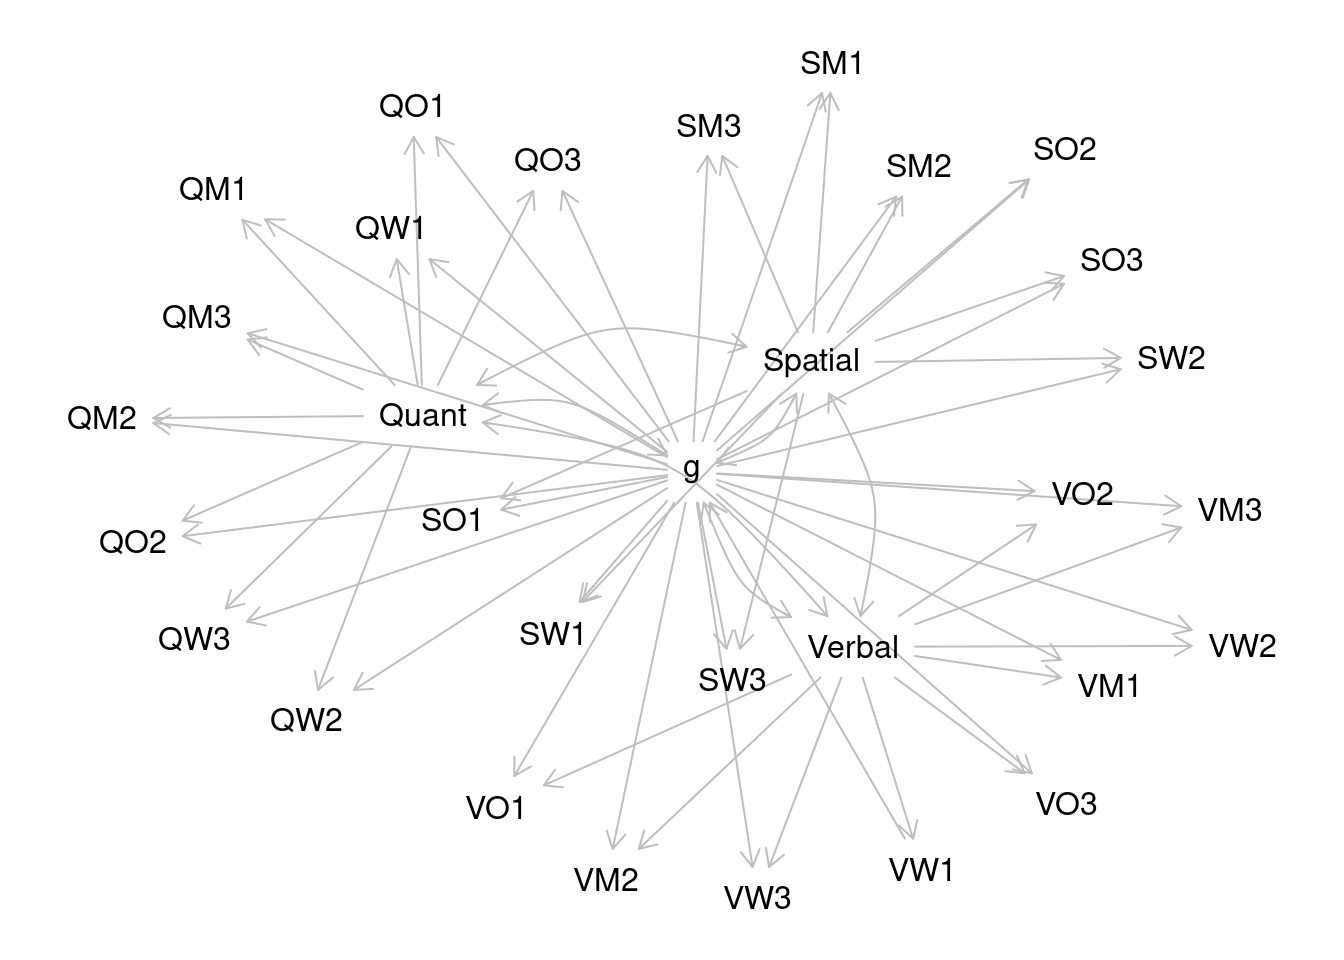 SM1
QO1
SM3
SO2
QO3
SM2
QM1
QW1
SO3
QM3
Spatial
SW2
Quant
QM2
g
VO2
VM3
SO1
QO2
SW1
QW3
Verbal
VW2
SW3
VM1
QW2
VO3
VO1
VW1
VM2
VW3